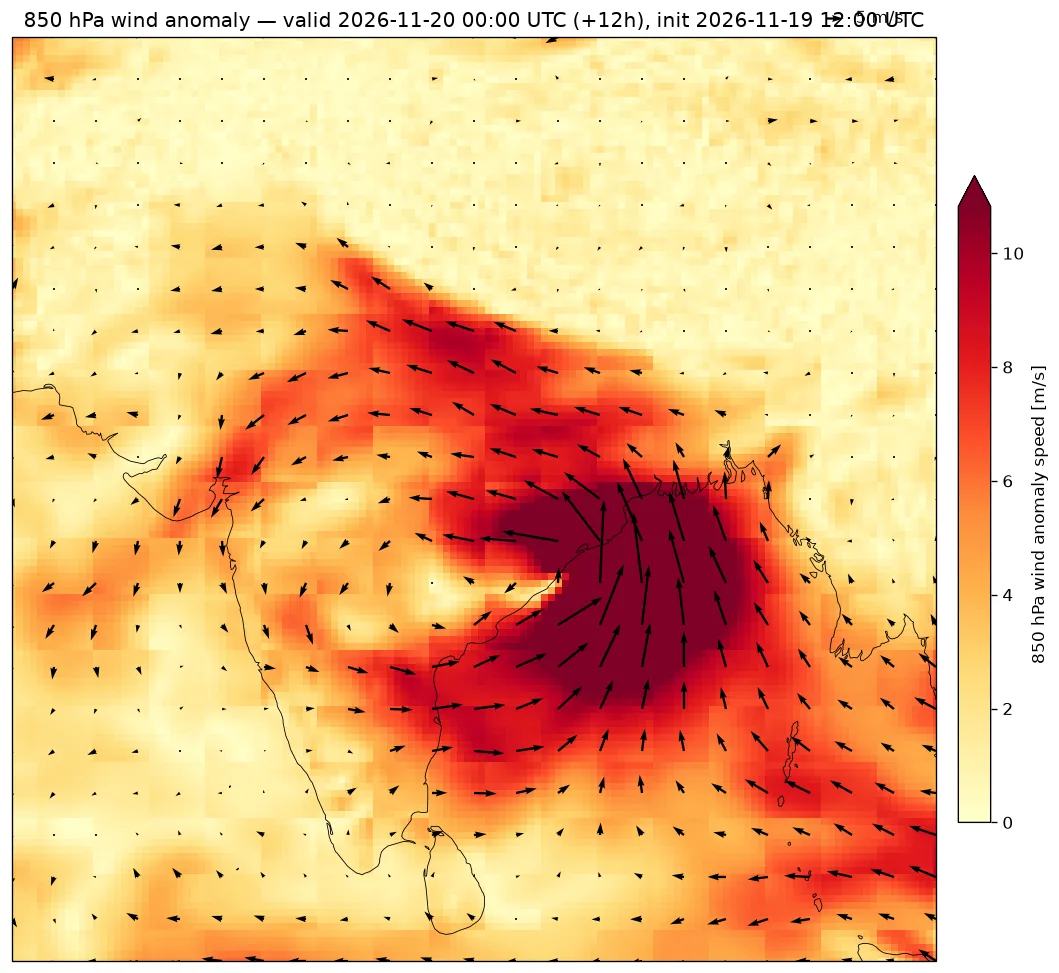 850 hPa wind anomaly — valid 2026-11-20 00:00 UTC (+12h), init 2026-11-19 12:00 UTC
5 m/s
10
8
6
4
2
0
850 hPa wind anomaly speed [m/s]